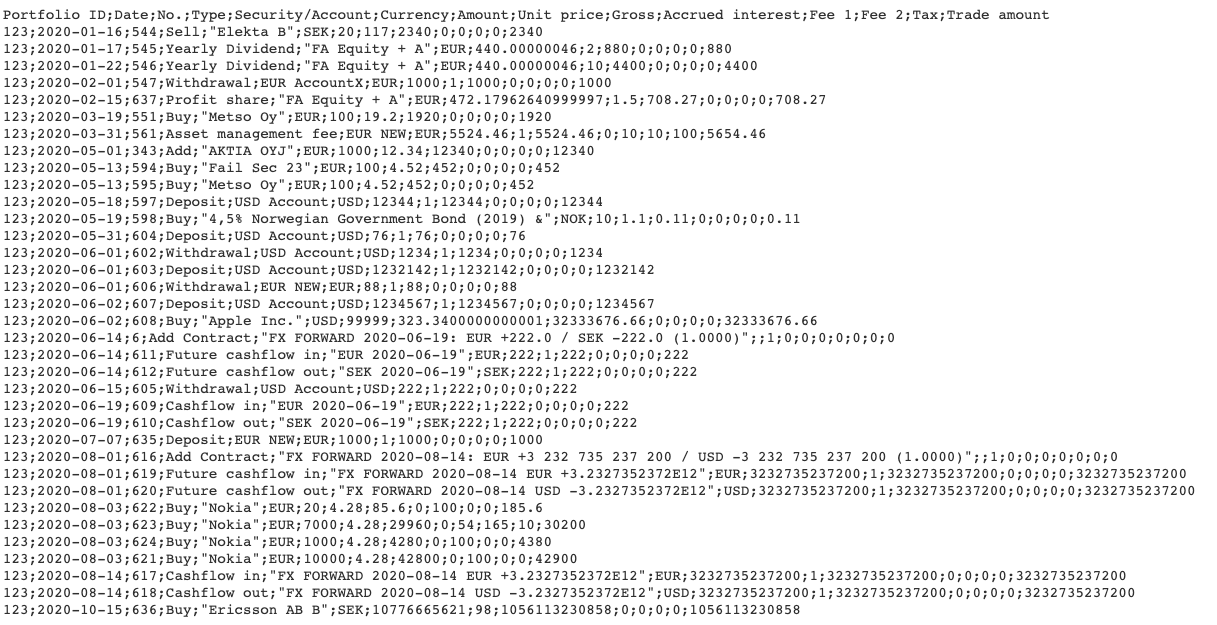 Portfolio ID;Date;No.;Type;Security/Account;Currency;Amount;Unit price;Gross;Accrued interest;Fee 1;Fee 2;Tax;Trade amount
123;2020-01-16;544;Sell;"Elekta B";SEK;20;117;2340;0;0;0;0;2340
123;2020-01-17;545;Yearly Dividend;"FA Equity + A";EUR;440.00000046;2;880;0;0;0;0;880
123;2020-01-22;546;Yearly Dividend;"FA Equity + A";EUR;440.00000046;10;4400;0;0;0;0;4400
123;2020-02-01;547;Withdrawal;EUR AccountX;EUR;1000;1;1000;0;0;0;0;1000
123;2020-02-15;637;Profit share;"FA Equity + A";EUR;472.17962640999997;1.5;708.27;0;0;0;0;708.27
123;2020-03-19;551;Buy;"Metso Oy";EUR;100;19.2;1920;0;0;0;0;1920
123;2020-03-31;561;Asset management fee;EUR NEW;EUR;5524.46;1;5524.46;0;10;10;100;5654.46
123;2020-05-01;343;Add;"AKTIA OYJ";EUR;1000;12.34;12340;0;0;0;0;12340
123;2020-05-13;594;Buy;"Fail Sec 23";EUR;100;4.52;452;0;0;0;0;452
123;2020-05-13;595;Buy;"Metso Oy";EUR;100;4.52;452;0;0;0;0;452
123;2020-05-18;597;Deposit;USD Account;USD;12344;1;12344;0;0;0;0;12344
123;2020-05-19;598;Buy;"4,5% Norwegian Government Bond (2019) &";NOK;10;1.1;0.11;0;0;0;0;0.11
123;2020-05-31;604;Deposit;USD Account;USD;76;1;76;0;0;0;0;76
123;2020-06-01;602;Withdrawal;USD Account;USD;1234;1;1234;0;0;0;0;1234
123;2020-06-01;603;Deposit;USD Account;USD;1232142;1;1232142;0;0;0;0;1232142
123;2020-06-01;606;Withdrawal;EUR NEW;EUR;88;1;88;0;0;0;0;88
123;2020-06-02;607;Deposit;USD Account;USD;1234567;1;1234567;0;0;0;0;1234567
123;2020-06-02;608;Buy;"Apple Inc.";USD;99999;323.3400000000001;32333676.66;0;0;0;0;32333676.66
123;2020-06-14;6;Add Contract;"FX FORWARD 2020-06-19: EUR +222.0 / SEK -222.0 (1.0000)";;1;0;0;0;0;0;0;0
123;2020-06-14;611;Future cashflow in;"EUR 2020-06-19";EUR;222;1;222;0;0;0;0;222
123;2020-06-14;612;Future cashflow out;"SEK 2020-06-19";SEK;222;1;222;0;0;0;0;222
123;2020-06-15;605;Withdrawal;USD Account;USD;222;1;222;0;0;0;0;222
123;2020-06-19;609;Cashflow in;"EUR 2020-06-19";EUR;222;1;222;0;0;0;0;222
123;2020-06-19;610;Cashflow out;"SEK 2020-06-19";SEK;222;1;222;0;0;0;0;222
123;2020-07-07;635;Deposit;EUR NEW;EUR;1000;1;1000;0;0;0;0;1000
123;2020-08-01;616;Add Contract;"FX FORWARD 2020-08-14: EUR +3 232 735 237 200 / USD -3 232 735 237 200 (1.0000)";;1;0;0;0;0;0;0;0
123;2020-08-01;619;Future cashflow in;"FX FORWARD 2020-08-14 EUR +3.2327352372E12";EUR;3232735237200;1;3232735237200;0;0;0;0;3232735237200
123;2020-08-01;620;Future cashflow out;"FX FORWARD 2020-08-14 USD -3.2327352372E12";USD;3232735237200;1;3232735237200;0;0;0;0;3232735237200
123;2020-08-03;622;Buy;"Nokia";EUR;20;4.28;85.6;0;100;0;0;185.6
123;2020-08-03;623;Buy;"Nokia";EUR;7000;4.28;29960;0;54;165;10;30200
123;2020-08-03;624;Buy;"Nokia";EUR;1000;4.28;4280;0;100;0;0;4380
123;2020-08-03;621;Buy;"Nokia";EUR;10000;4.28;42800;0;100;0;0;42900
123;2020-08-14;617;Cashflow in;"FX FORWARD 2020-08-14 EUR +3.2327352372E12";EUR;3232735237200;1;3232735237200;0;0;0;0;3232735237200
123;2020-08-14;618;Cashflow out;"FX FORWARD 2020-08-14 USD -3.2327352372E12";USD;3232735237200;1;3232735237200;0;0;0;0;3232735237200
123;2020-10-15;636;Buy;"Ericsson AB B";SEK;10776665621;98;1056113230858;0;0;0;0;1056113230858